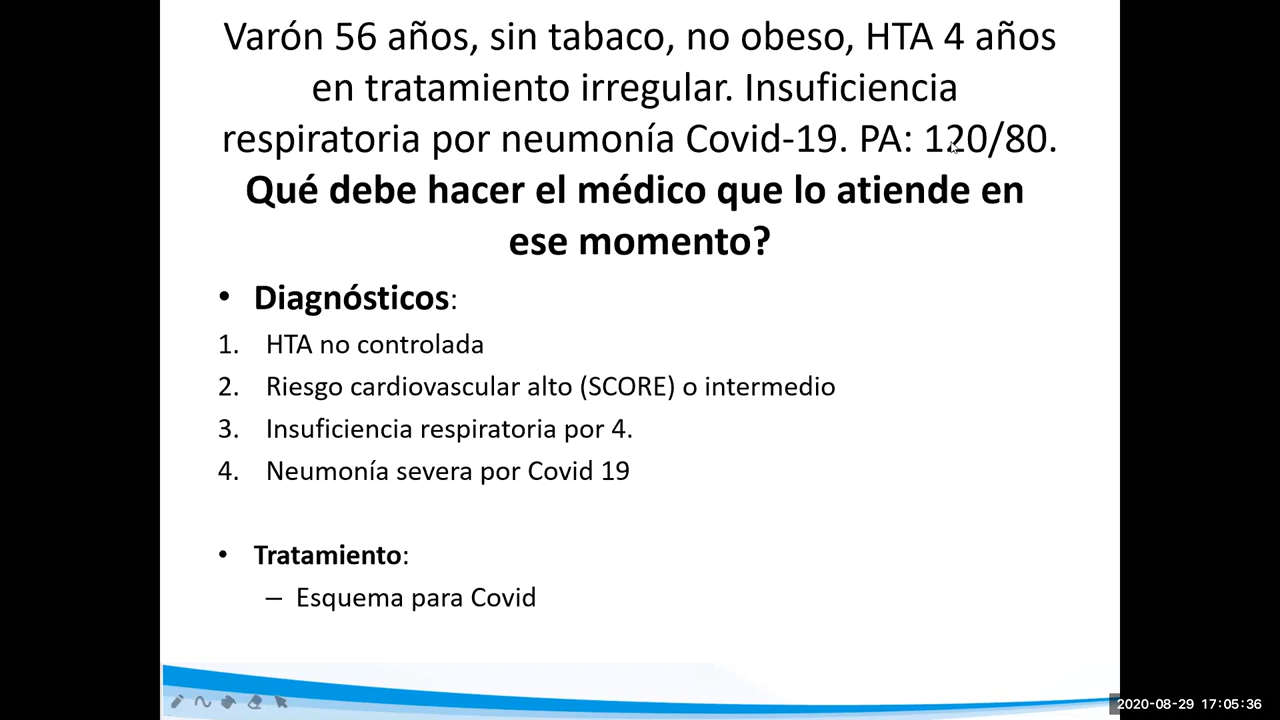 Varón 56 años, sin tabaco, no obeso, HTA 4 años
en tratamiento irregular. Insuficiencia
respiratoria por neumonía Covid-19. PA: 120/80.
Qué debe hacer el médico que lo atiende en
ese momento?
• Diagnósticos:
1. HTA no controlada
2. Riesgo cardiovascular alto (SCORE) o intermedio
3. Insuficiencia respiratoria por 4.
4. Neumonía severa por Covid 19
• Tratamiento:
– Esquema para Covid
2020-08-29 17:05:36